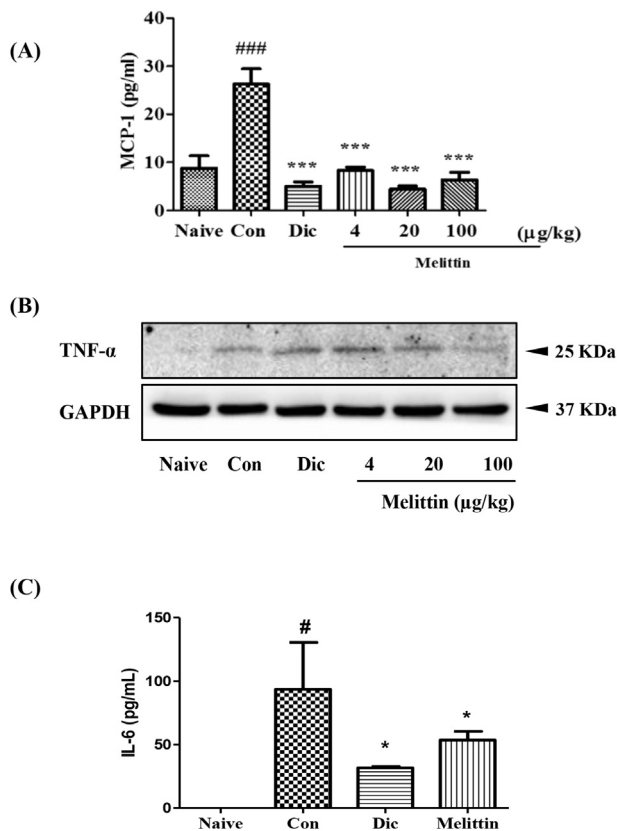 (A)
MCP-1 (pg/ml)
40
30
20
10
0
###
***
***
***
***
Naive Con Dic 4 20 100 (µg/kg)
Melittin
(B)
TNF-α
25 KDa
GAPDH
37 KDa
Naive Con Dic 4 20 100
Melittin (µg/kg)
(C)
IL-6 (pg/mL)
150
100
50
0
#
*
*
Naive Con Dic Melittin